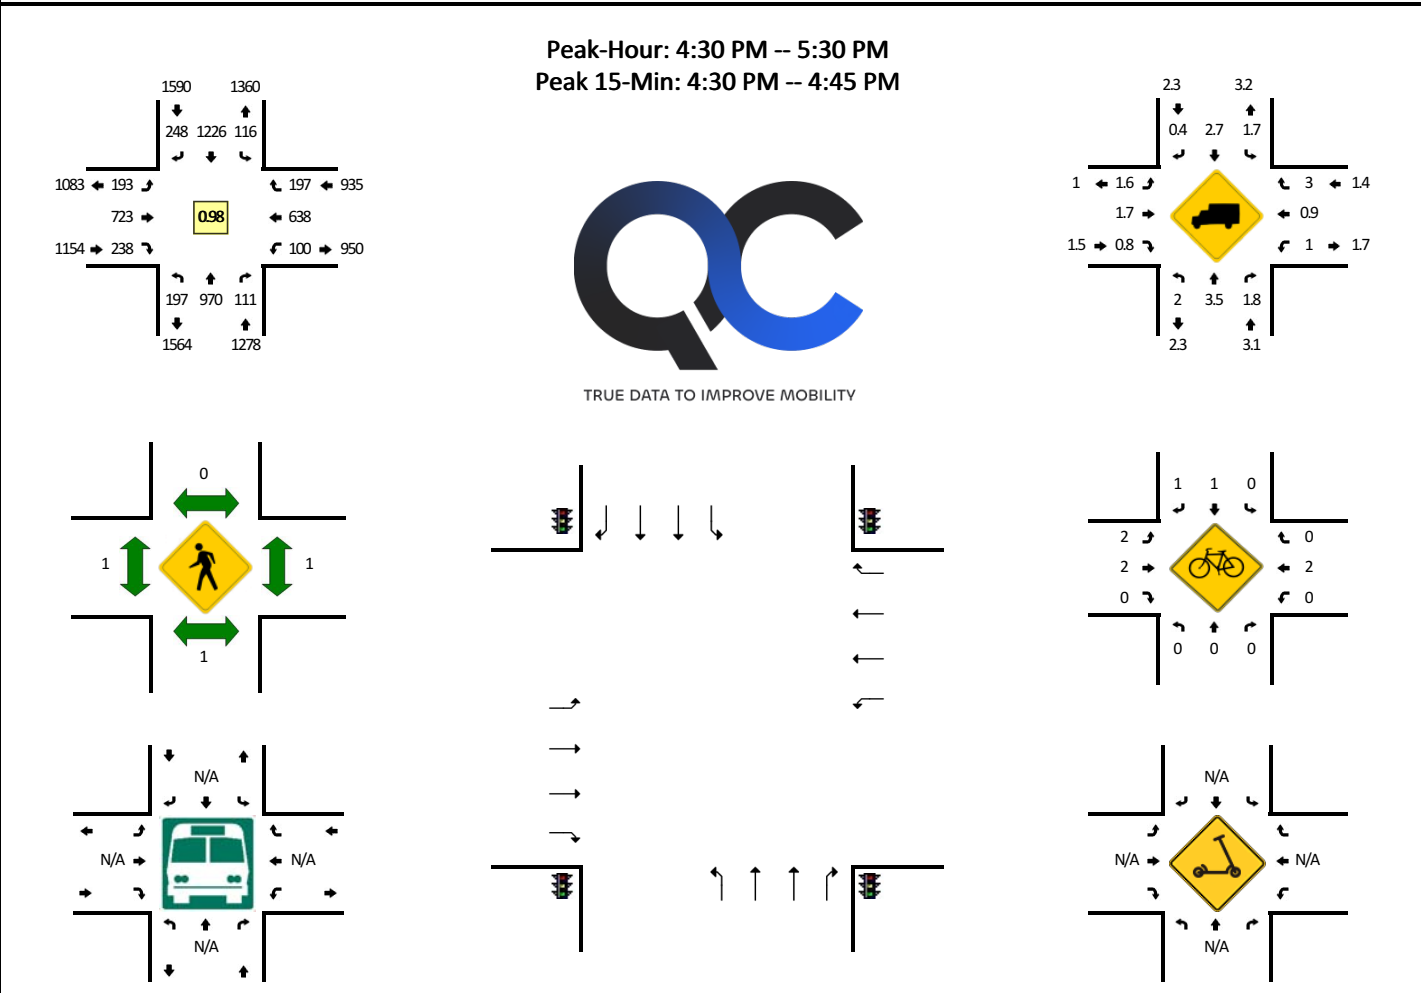 Peak-Hour: 4:30 PM -- 5:30 PM
Peak 15-Min: 4:30 PM -- 4:45 PM
1590 1360
248 1226 116
1083 193 197 935
723 0.98 638
1154 238 100 950
197 970 111
1564 1278
2.3 3.2
0.4 2.7 1.7
1 1.6 3 1.4
1.7 0.9
1.5 0.8 1 1.7
2 3.5 1.8
2.3 3.1
QC
TRUE DATA TO IMPROVE MOBILITY
0
1 1
1
1 1 0
2 0
2 2
0 0
0 0 0
N/A
N/A N/A
N/A
N/A
N/A N/A
N/A